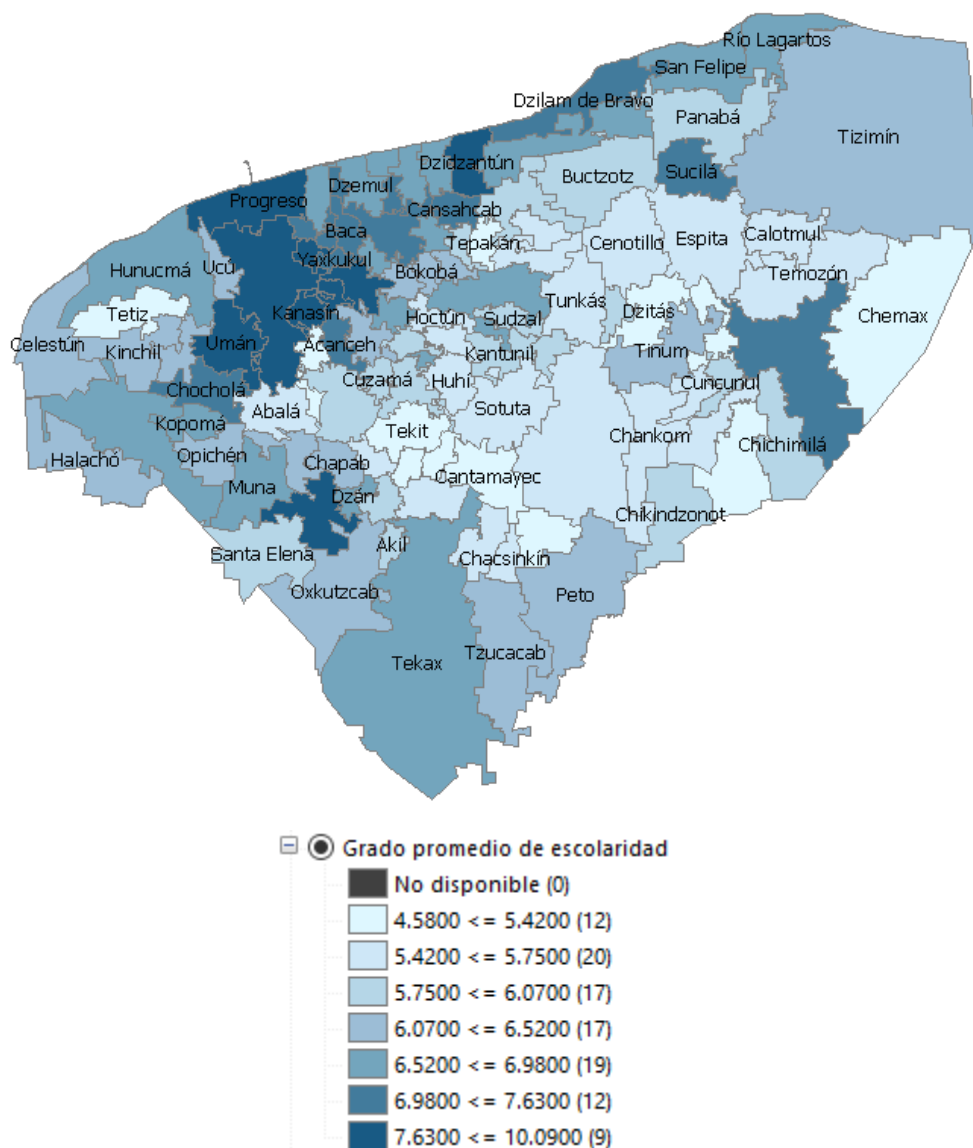 Río Lagartos
San Felipe
Dzilam de Bravo
Panabá
Tizimín
Dzidzantún
Buctzotz
Sucilá
Dzemul
Progreso
Cansahcab
Baca
Tepakán
Cenotillo
Espita
Calotmul
Yaxkukul
Hunucmá
Ucú
Bokobá
Temozón
Tetiz
Kanasín
Hoctún
Sudzal
Tunkás
Dzitás
Chemax
Celestún
Kinchil
Umán
Acanceh
Kantunil
Tinum
Chocholá
Cuzamá
Huhí
Cuncunul
Kopomá
Abalá
Sotuta
Tekit
Chankom
Chichimilá
Halachó
Opichén
Chapab
Muna
Dzán
Cantamayec
Chikindzonot
Santa Elena
Akil
Chacsinkín
Oxkutzcab
Peto
Tekax
Tzucacab
Grado promedio de escolaridad
No disponible (0)
4.5800 <= 5.4200 (12)
5.4200 <= 5.7500 (20)
5.7500 <= 6.0700 (17)
6.0700 <= 6.5200 (17)
6.5200 <= 6.9800 (19)
6.9800 <= 7.6300 (12)
7.6300 <= 10.0900 (9)